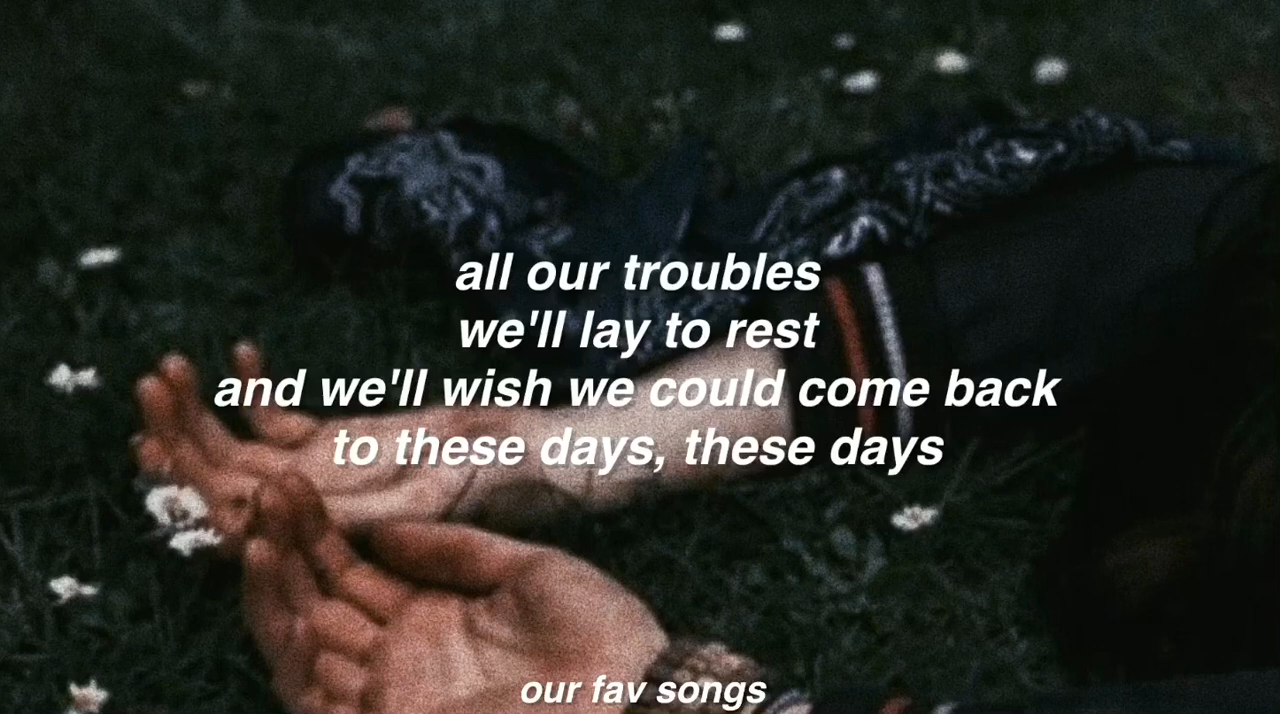 all our troubles
we'll lay to rest
and we'll wish we could come back
to these days, these days
our fav songs